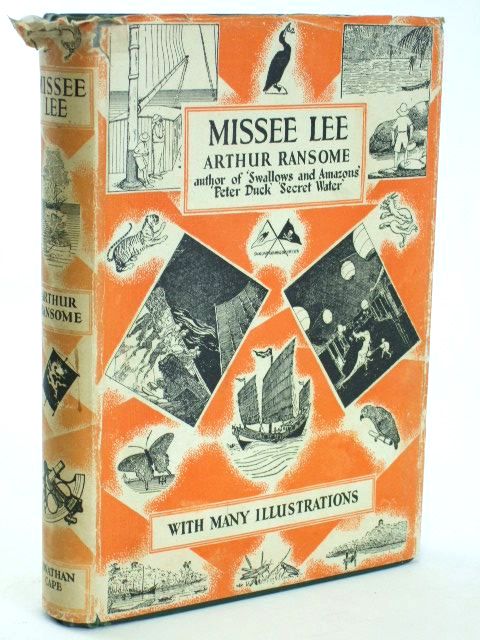 MISSEE
LEE
ARTHUR
RANSOME
JONATHAN
CAPE
MISSEE LEE
ARTHUR RANSOME
author of 'Swallows and Amazons'
'Peter Duck' 'Secret Water'
WITH MANY ILLUSTRATIONS